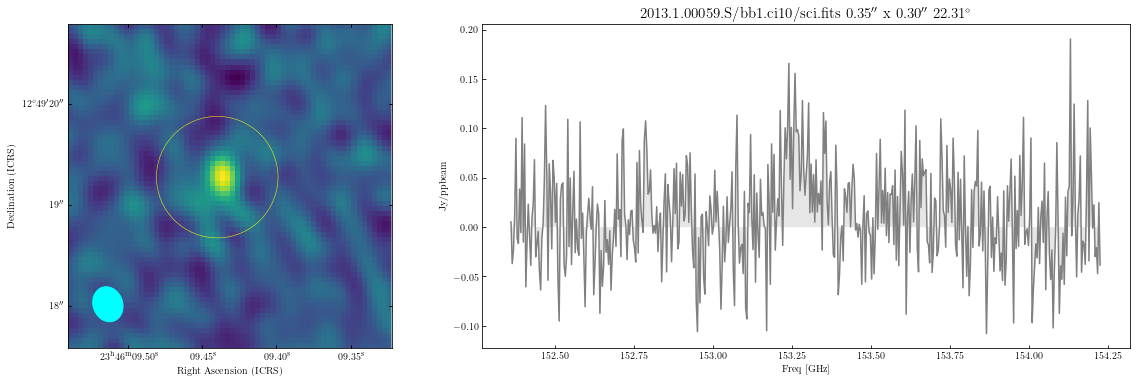 2013.1.00059.S/bb1.ci10/sci.fits 0.35″ x 0.30″ 22.31°
Declination (ICRS)
12°49′20″
19″
18″
23ʰ46ᵐ09.50ˢ
09.45ˢ
09.40ˢ
09.35ˢ
Right Ascension (ICRS)
Jy/ppbeam
0.20
0.15
0.10
0.05
0.00
−0.05
−0.10
152.50
152.75
153.00
153.25
153.50
153.75
154.00
154.25
Freq [GHz]